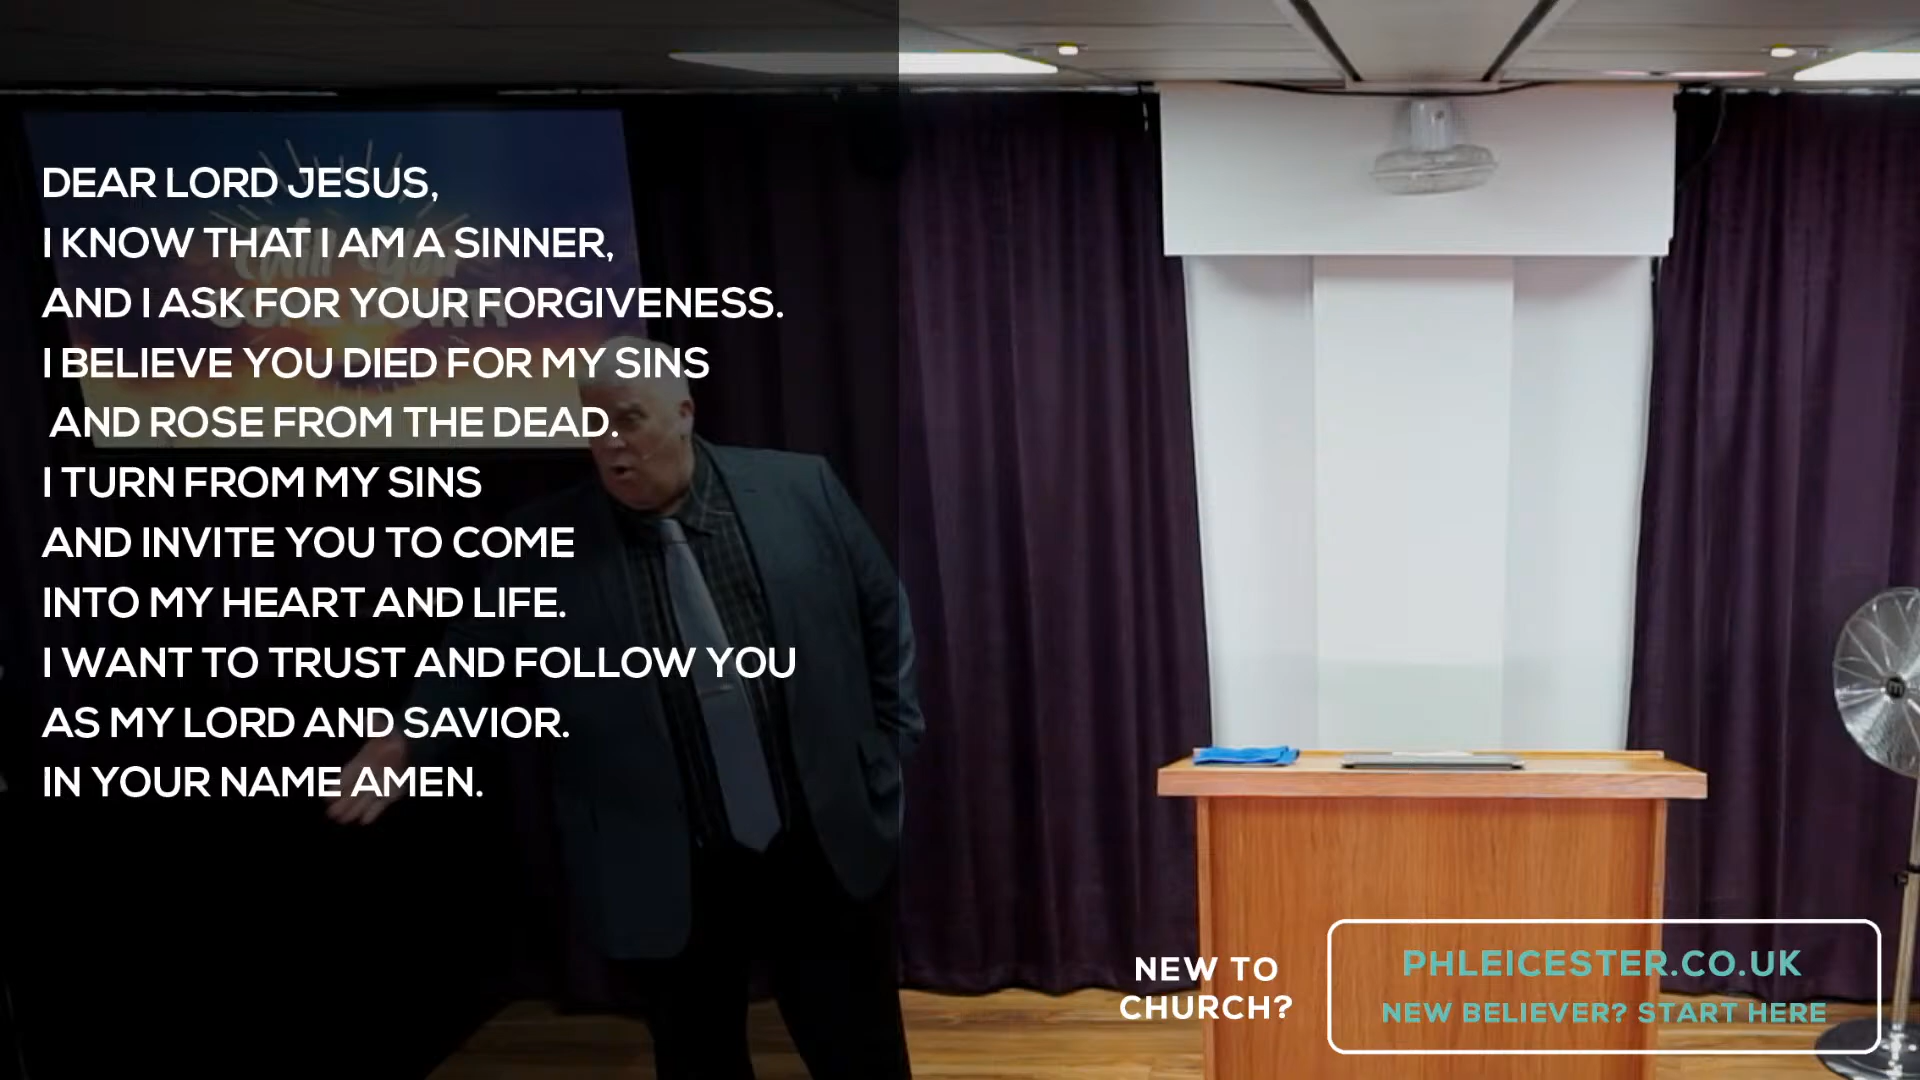 DEAR LORD JESUS,
I KNOW THAT I AM A SINNER,
AND I ASK FOR YOUR FORGIVENESS.
I BELIEVE YOU DIED FOR MY SINS
AND ROSE FROM THE DEAD.
I TURN FROM MY SINS
AND INVITE YOU TO COME
INTO MY HEART AND LIFE.
I WANT TO TRUST AND FOLLOW YOU
AS MY LORD AND SAVIOR.
IN YOUR NAME AMEN.
Will You
NEW TO
CHURCH?
PHLEICESTER.CO.UK
NEW BELIEVER? START HERE